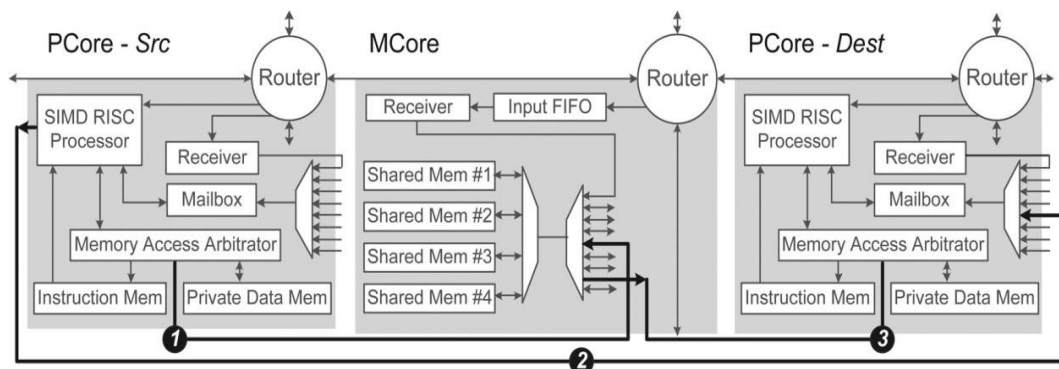 PCore - Src
Router
SIMD RISC
Processor
Receiver
Mailbox
Memory Access Arbitrator
Instruction Mem
Private Data Mem
1
MCore
Router
Receiver
Input FIFO
Shared Mem #1
Shared Mem #2
Shared Mem #3
Shared Mem #4
2
PCore - Dest
Router
SIMD RISC
Processor
Receiver
Mailbox
Memory Access Arbitrator
Instruction Mem
Private Data Mem
3